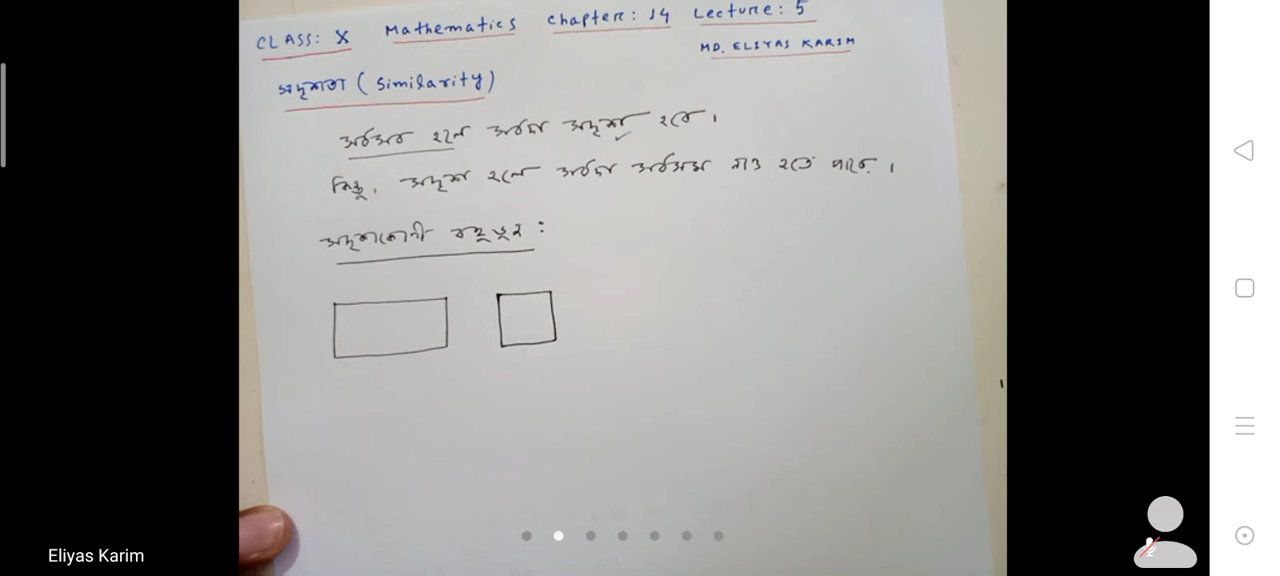 CLASS: X Mathematics Chapter: 14 Lecture: 5
MD. ELIYAS KARIM
সদৃশতা (Similarity)
সর্বসম হলে সর্বদা সদৃশ হবে।
কিন্তু, সদৃশ হলে সর্বদা সর্বসম নাও হতে পারে।
সদৃশকোণী বহুভুজ :
Eliyas Karim